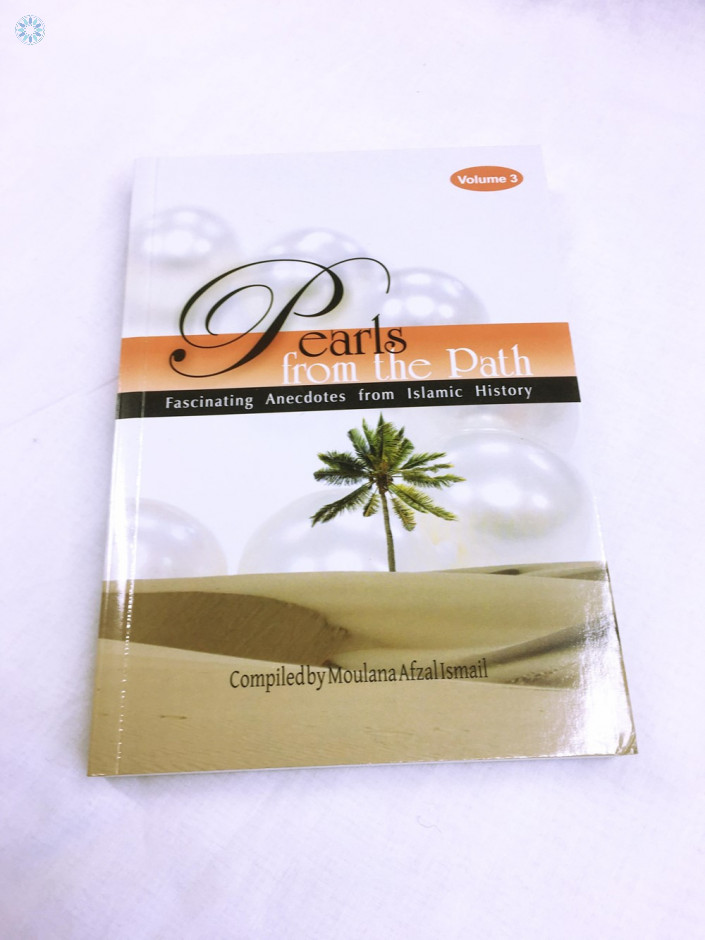 Volume 3
Pearls
from the Path
Fascinating Anecdotes from Islamic History
Compiled by Moulana Afzal Ismail